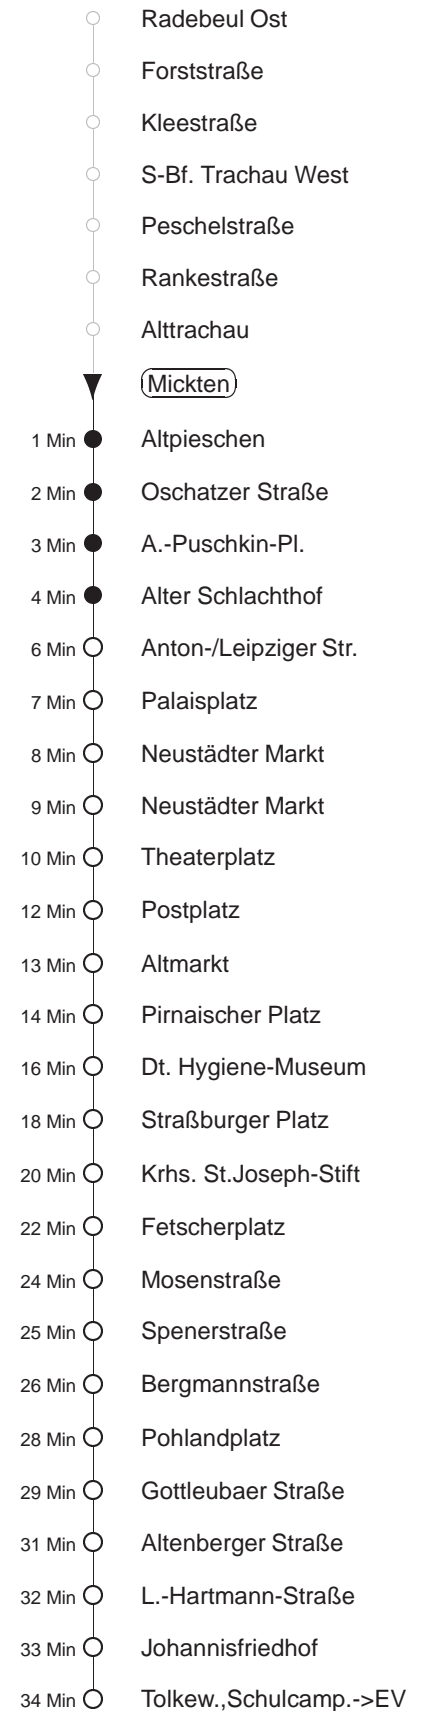 Radebeul Ost
Forststraße
Kleestraße
S-Bf. Trachau West
Peschelstraße
Rankestraße
Alttrachau
Mickten
1 Min Altpieschen
2 Min Oschatzer Straße
3 Min A.-Puschkin-Pl.
4 Min Alter Schlachthof
6 Min Anton-/Leipziger Str.
7 Min Palaisplatz
8 Min Neustädter Markt
9 Min Neustädter Markt
10 Min Theaterplatz
12 Min Postplatz
13 Min Altmarkt
14 Min Pirnaischer Platz
16 Min Dt. Hygiene-Museum
18 Min Straßburger Platz
20 Min Krhs. St.Joseph-Stift
22 Min Fetscherplatz
24 Min Mosenstraße
25 Min Spenerstraße
26 Min Bergmannstraße
28 Min Pohlandplatz
29 Min Gottleubaer Straße
31 Min Altenberger Straße
32 Min L.-Hartmann-Straße
33 Min Johannisfriedhof
34 Min Tolkew.,Schulcamp.->EV